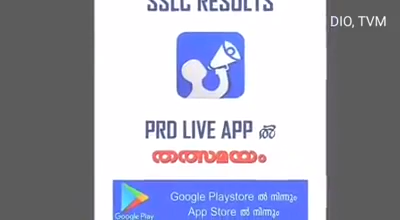 SSLC RESULTS
DIO, TVM
PRD LIVE APP ൽ
തത്സമയം
Google Play
Google Playstore ൽ നിന്നും
App Store ൽ നിന്നും